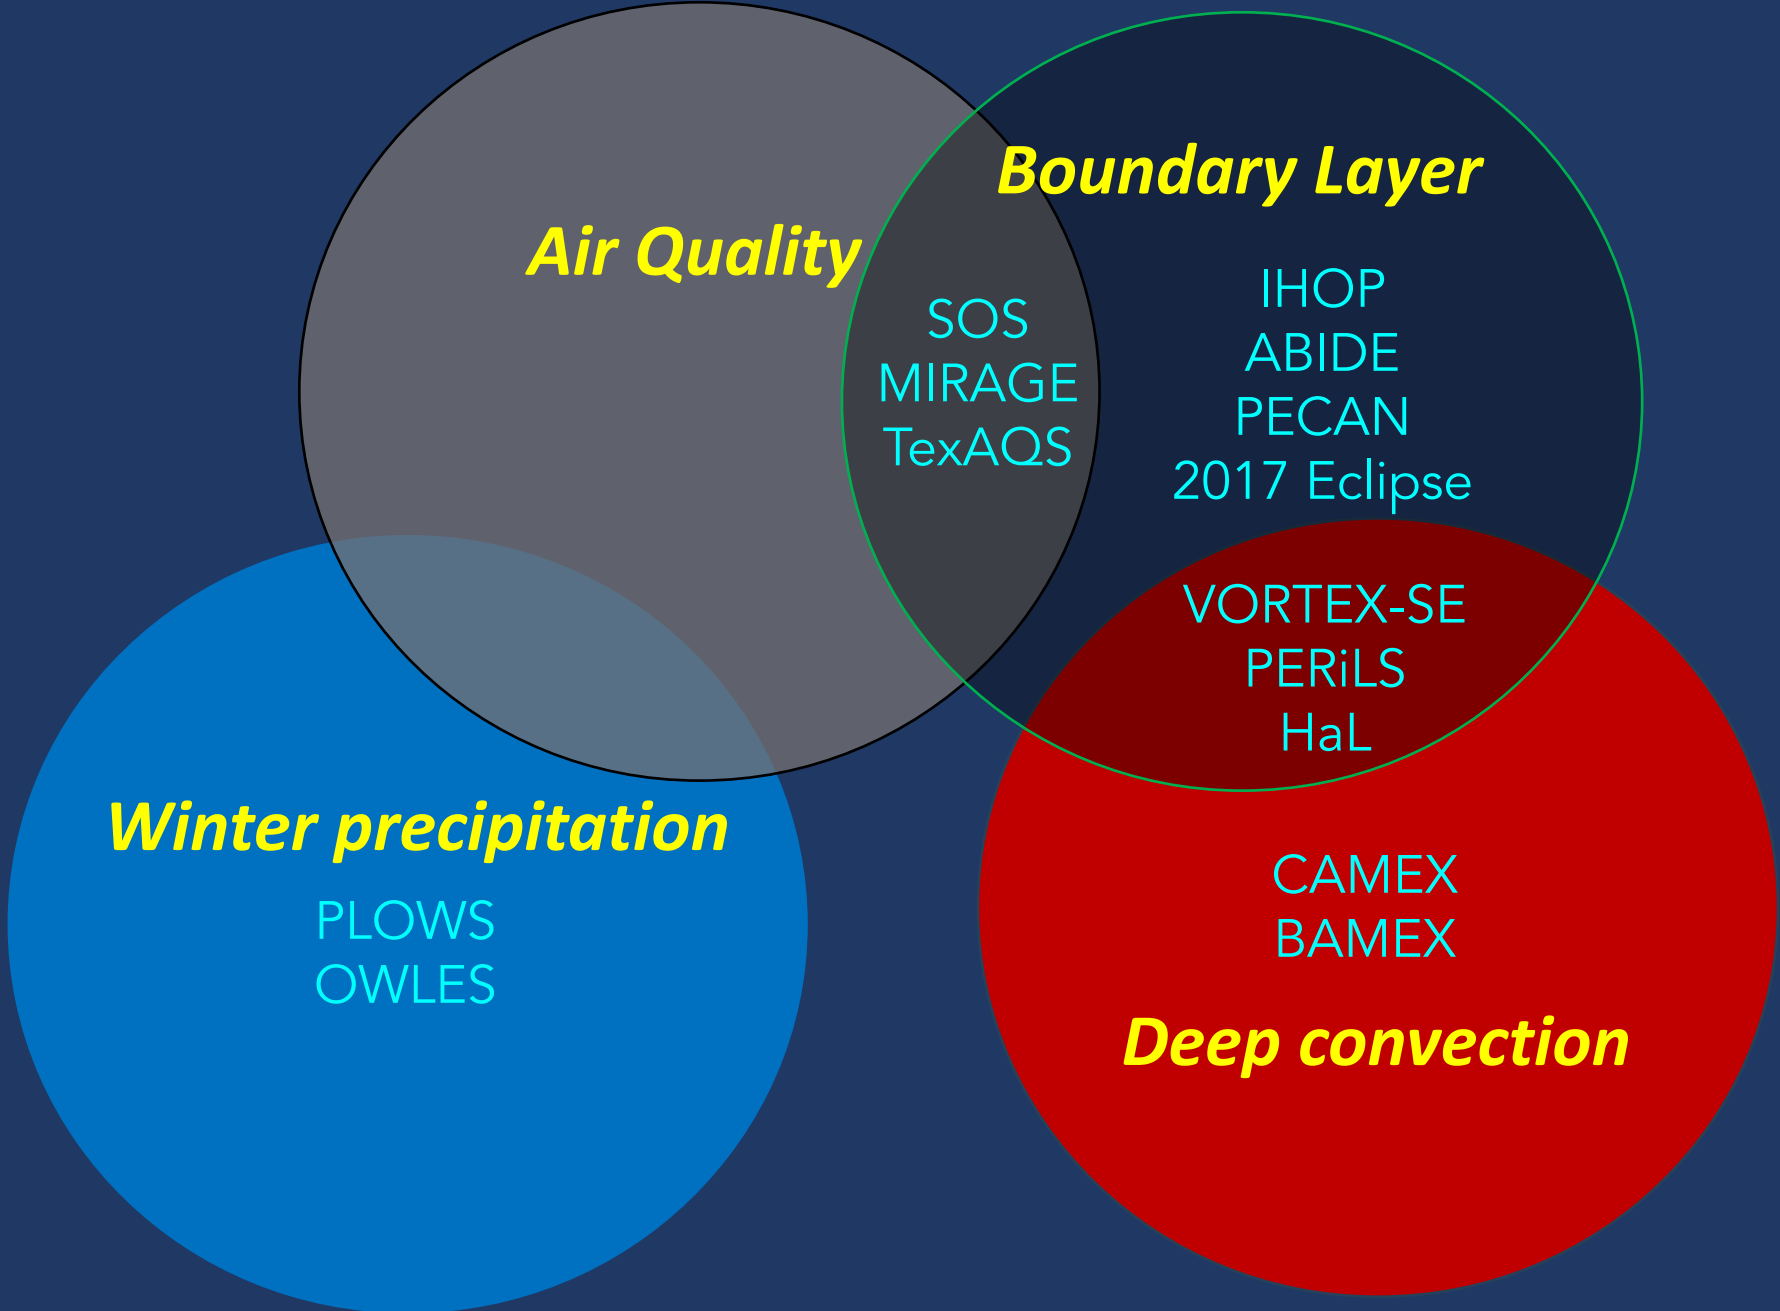 Boundary Layer
Air Quality
IHOP
ABIDE
PECAN
2017 Eclipse
SOS
MIRAGE
TexAQS
VORTEX-SE
PERiLS
HaL
Winter precipitation
PLOWS
OWLES
CAMEX
BAMEX
Deep convection